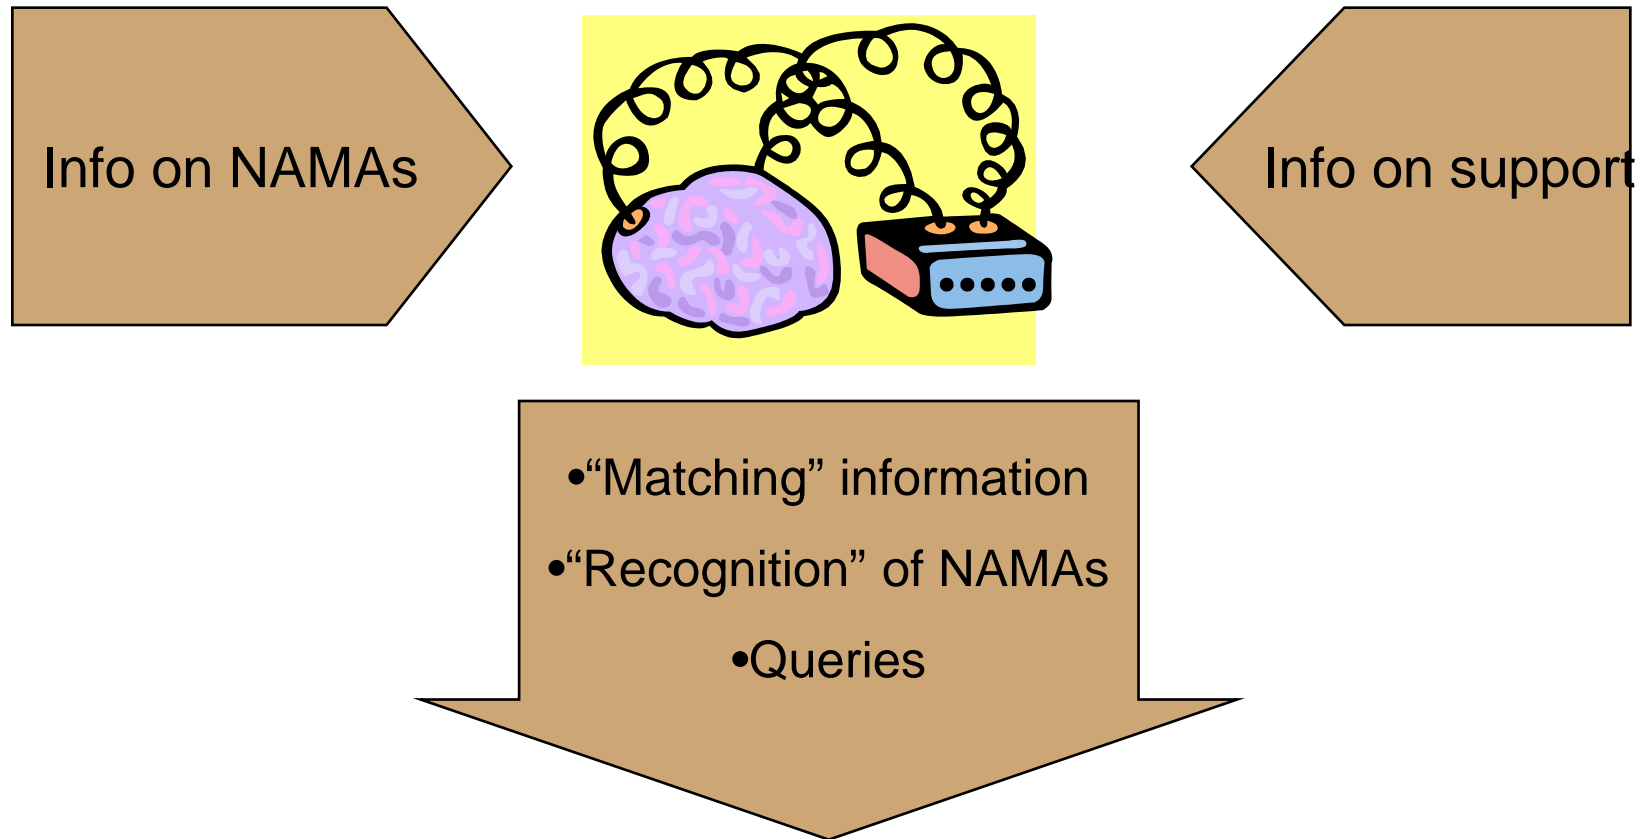 Info on NAMAs
Info on support
•“Matching” information
•“Recognition” of NAMAs
•Queries